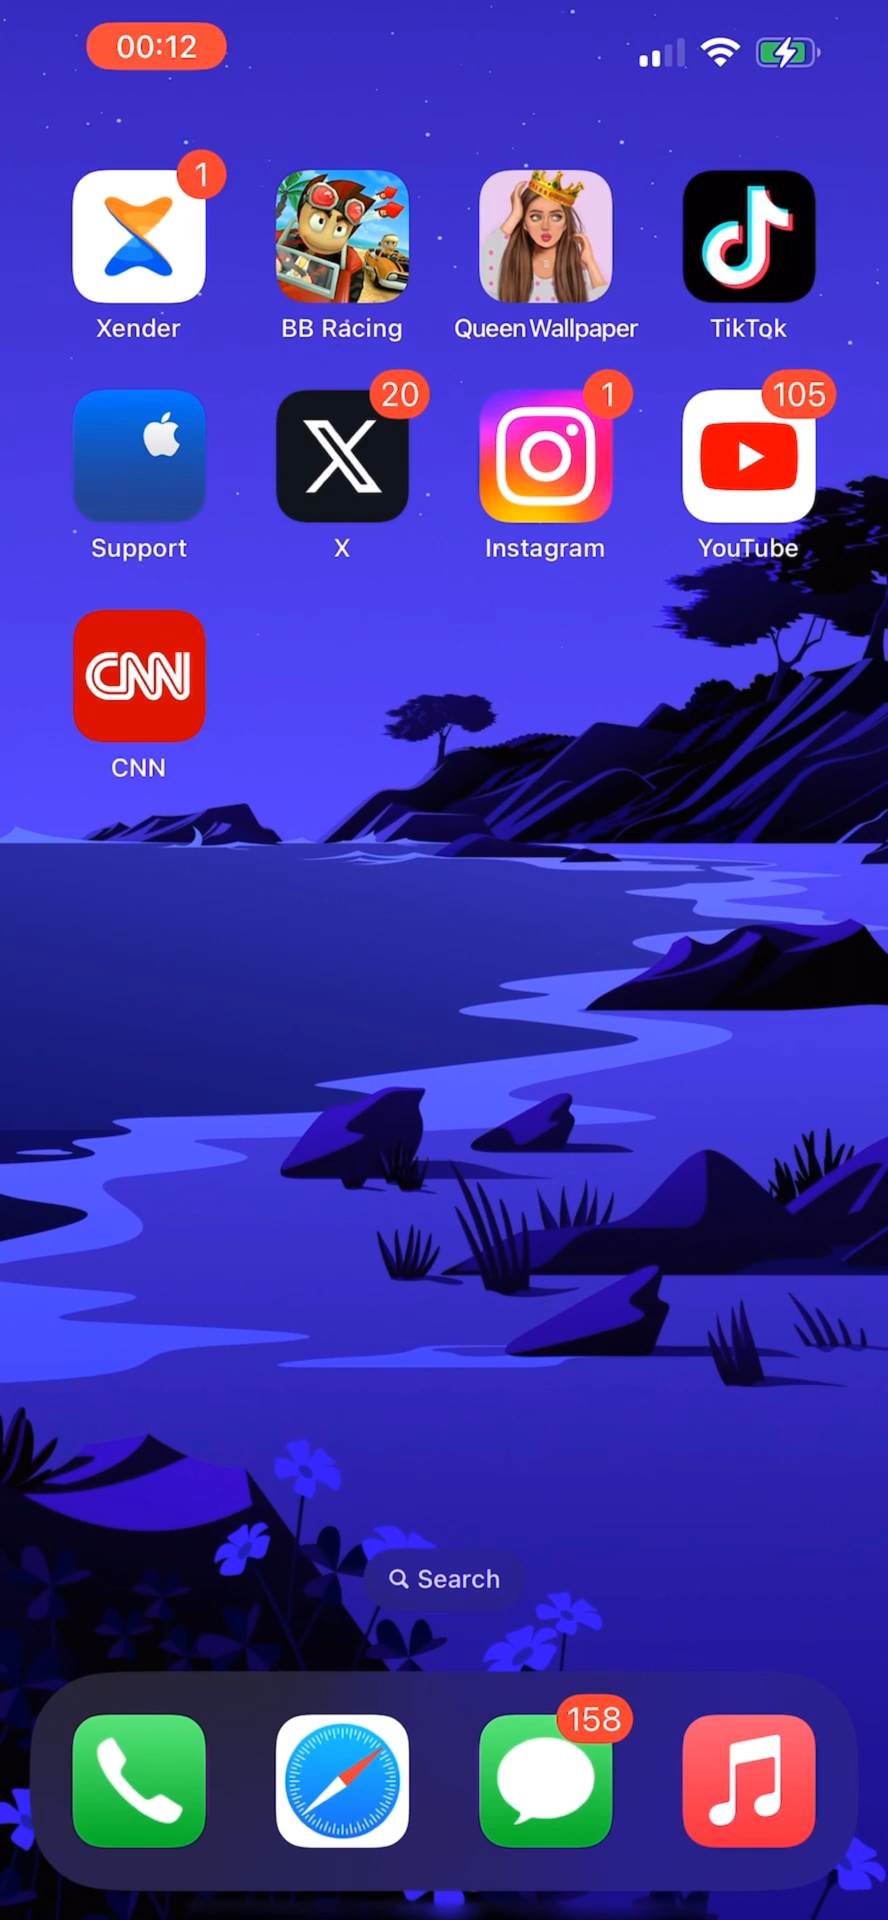 00:12
1
Xender
BB Racing
Queen Wallpaper
TikTok
20
1
105
Support
X
Instagram
YouTube
CNN
CNN
Search
158